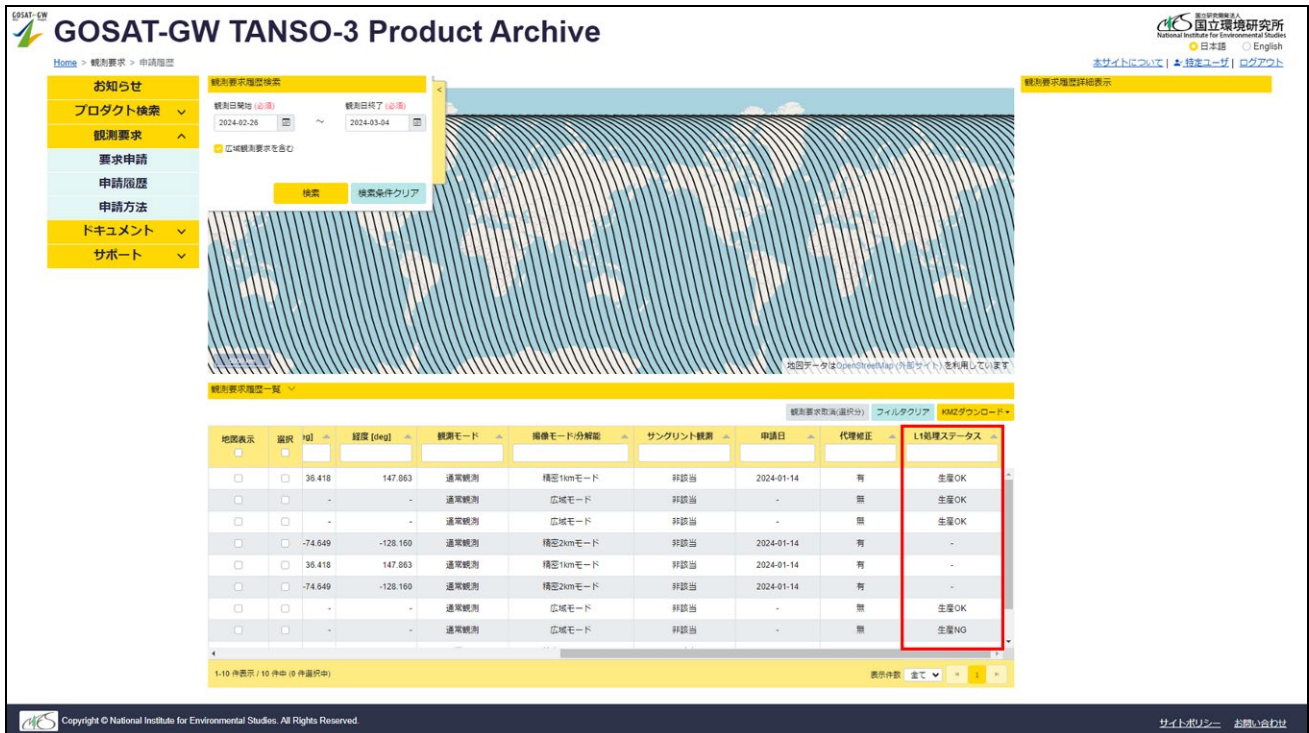 GOSAT-GW
GOSAT-GW TANSO-3 Product Archive
国立研究開発法人
国立環境研究所
National Institute for Environmental Studies
日本語 English
Home > 観測要求 > 申請履歴
本サイトについて | 特定ユーザ | ログアウト
お知らせ
プロダクト検索
観測要求
要求申請
申請履歴
申請方法
ドキュメント
サポート
観測要求履歴検索
観測日開始 (必須) 観測日終了 (必須)
2024-02-26 ~ 2024-03-04
広域観測要求を含む
検索 検索条件クリア
<
観測要求履歴詳細表示
地図データはOpenStreetMap (外部サイト) を利用しています
観測要求履歴一覧
観測要求取消(選択分) フィルタクリア KMZダウンロード
地図表示 選択 g] 経度 [deg] 観測モード 撮像モード/分解能 サングリント観測 申請日 代理修正 L1処理ステータス
36.418 147.863 通常観測 精密1kmモード 非該当 2024-01-14 有 生産OK
- - 通常観測 広域モード 非該当 - 無 生産OK
- - 通常観測 広域モード 非該当 - 無 生産OK
-74.649 -128.160 通常観測 精密2kmモード 非該当 2024-01-14 有 -
36.418 147.863 通常観測 精密1kmモード 非該当 2024-01-14 有 -
-74.649 -128.160 通常観測 精密2kmモード 非該当 2024-01-14 有 -
- - 通常観測 広域モード 非該当 - 無 生産OK
- - 通常観測 広域モード 非該当 - 無 生産NG
1-10 件表示 / 10 件中 (0 件選択中)
表示件数 全て « 1 »
NIES Copyright © National Institute for Environmental Studies. All Rights Reserved.
サイトポリシー お問い合わせ